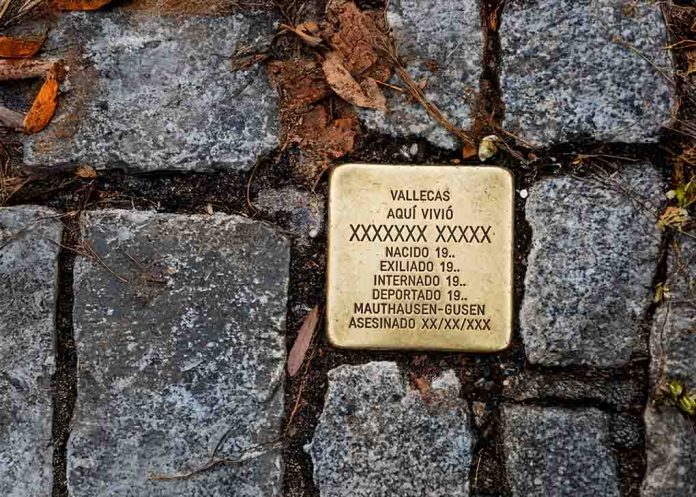 VALLECAS
AQUÍ VIVIÓ
XXXXXXX XXXXX
NACIDO 19..
EXILIADO 19..
INTERNADO 19..
DEPORTADO 19..
MAUTHAUSEN-GUSEN
ASESINADO XX/XX/XXX